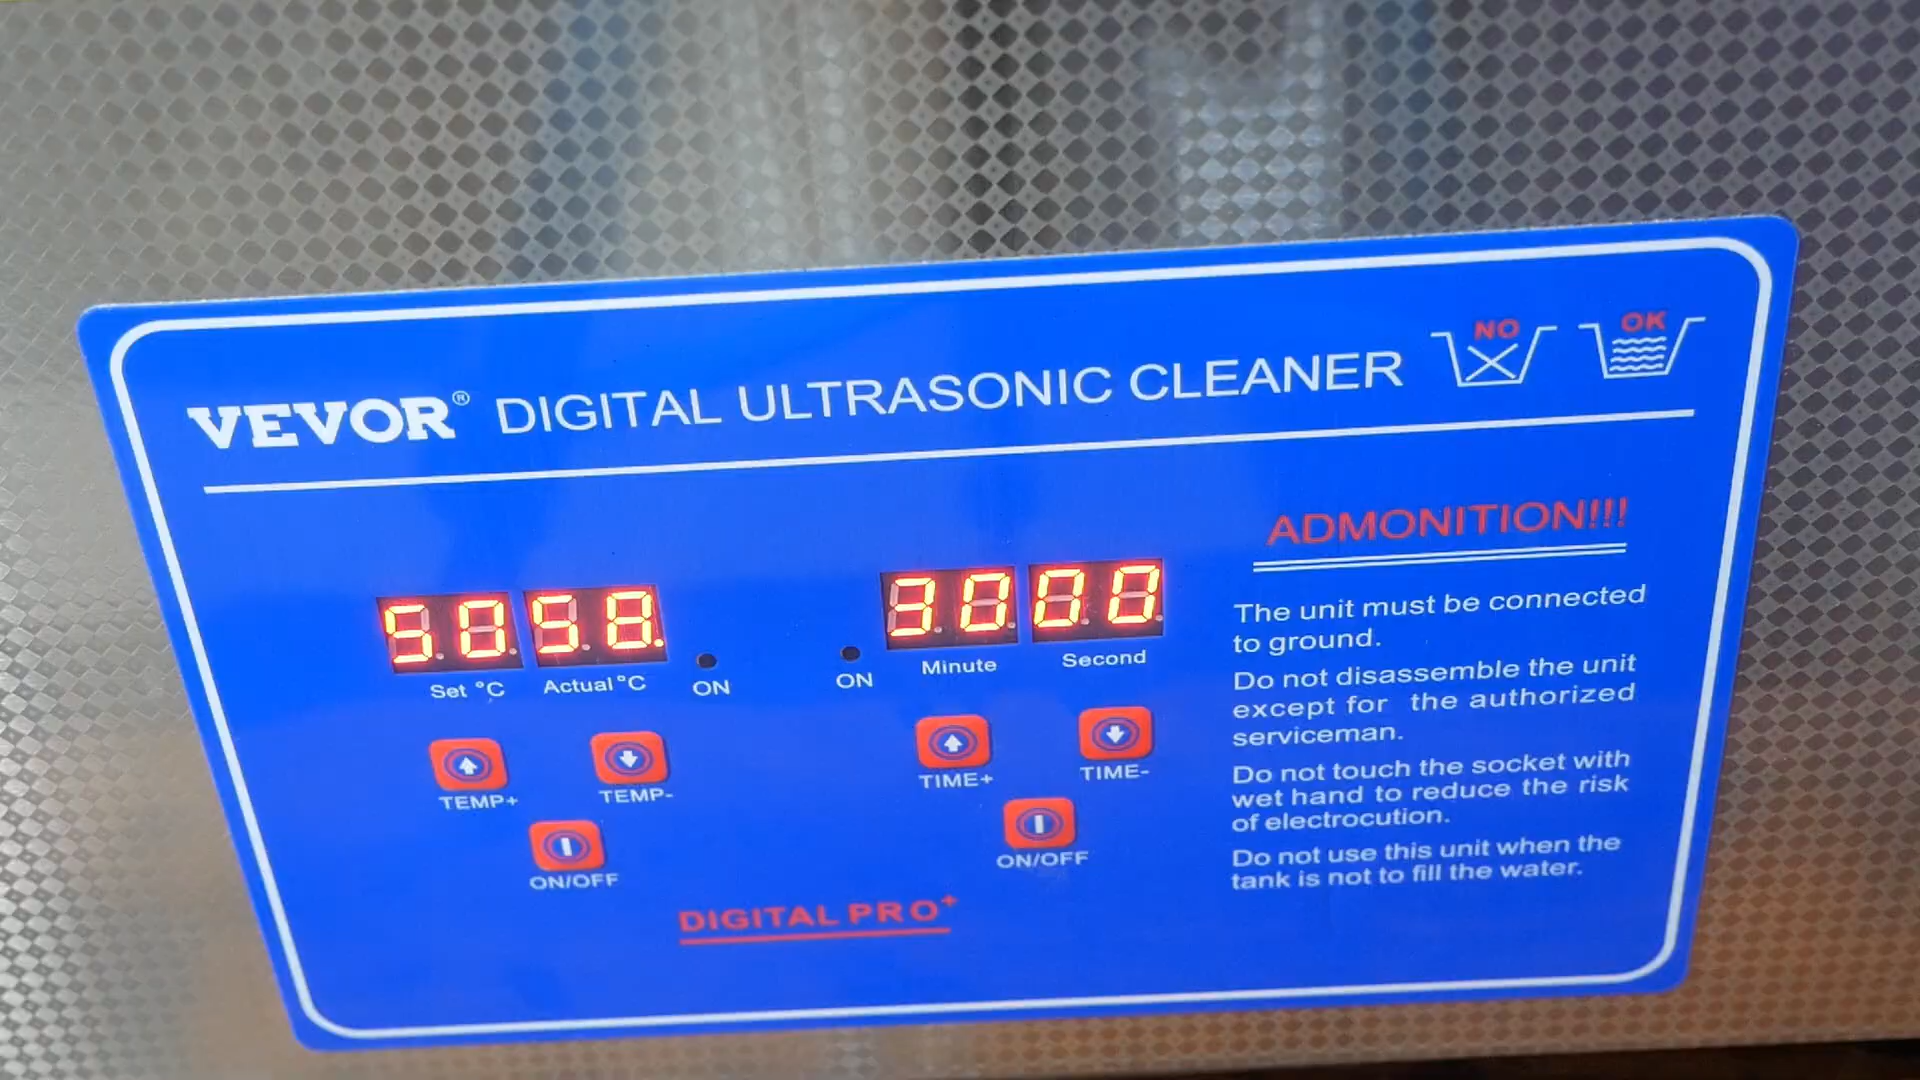 NO OK
VEVOR® DIGITAL ULTRASONIC CLEANER
ADMONITION!!!
50 58. 30 00
Set °C Actual °C ON ON Minute Second
TEMP+ TEMP- TIME+ TIME-
ON/OFF ON/OFF
DIGITAL PRO+
The unit must be connected
to ground.
Do not disassemble the unit
except for the authorized
serviceman.
Do not touch the socket with
wet hand to reduce the risk
of electrocution.
Do not use this unit when the
tank is not to fill the water.